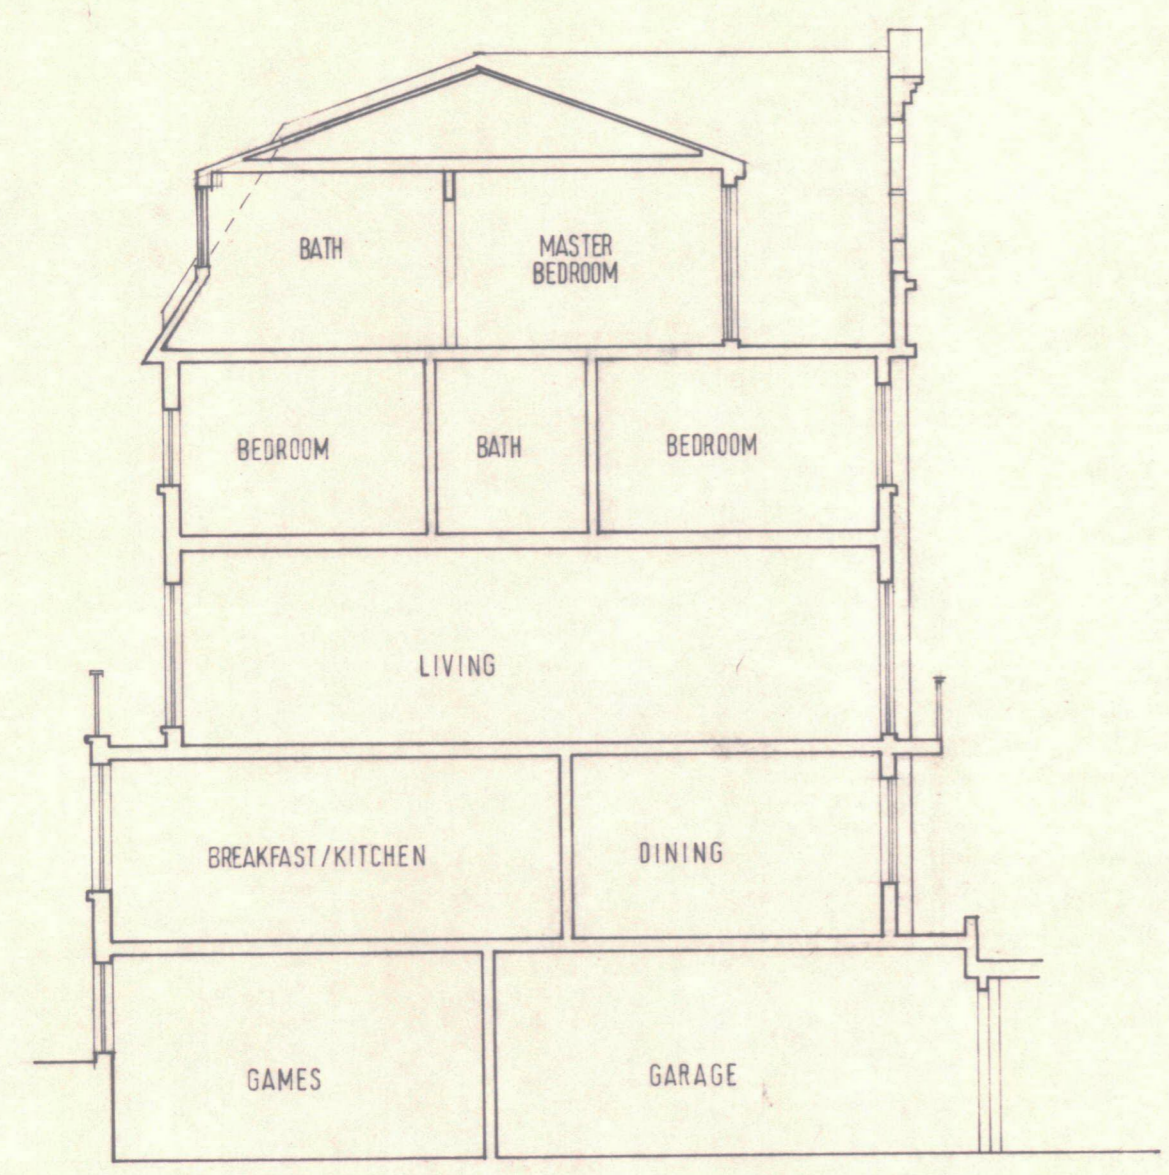 BATH
MASTER
BEDROOM
BEDROOM
BATH
BEDROOM
LIVING
BREAKFAST/KITCHEN
DINING
GAMES
GARAGE